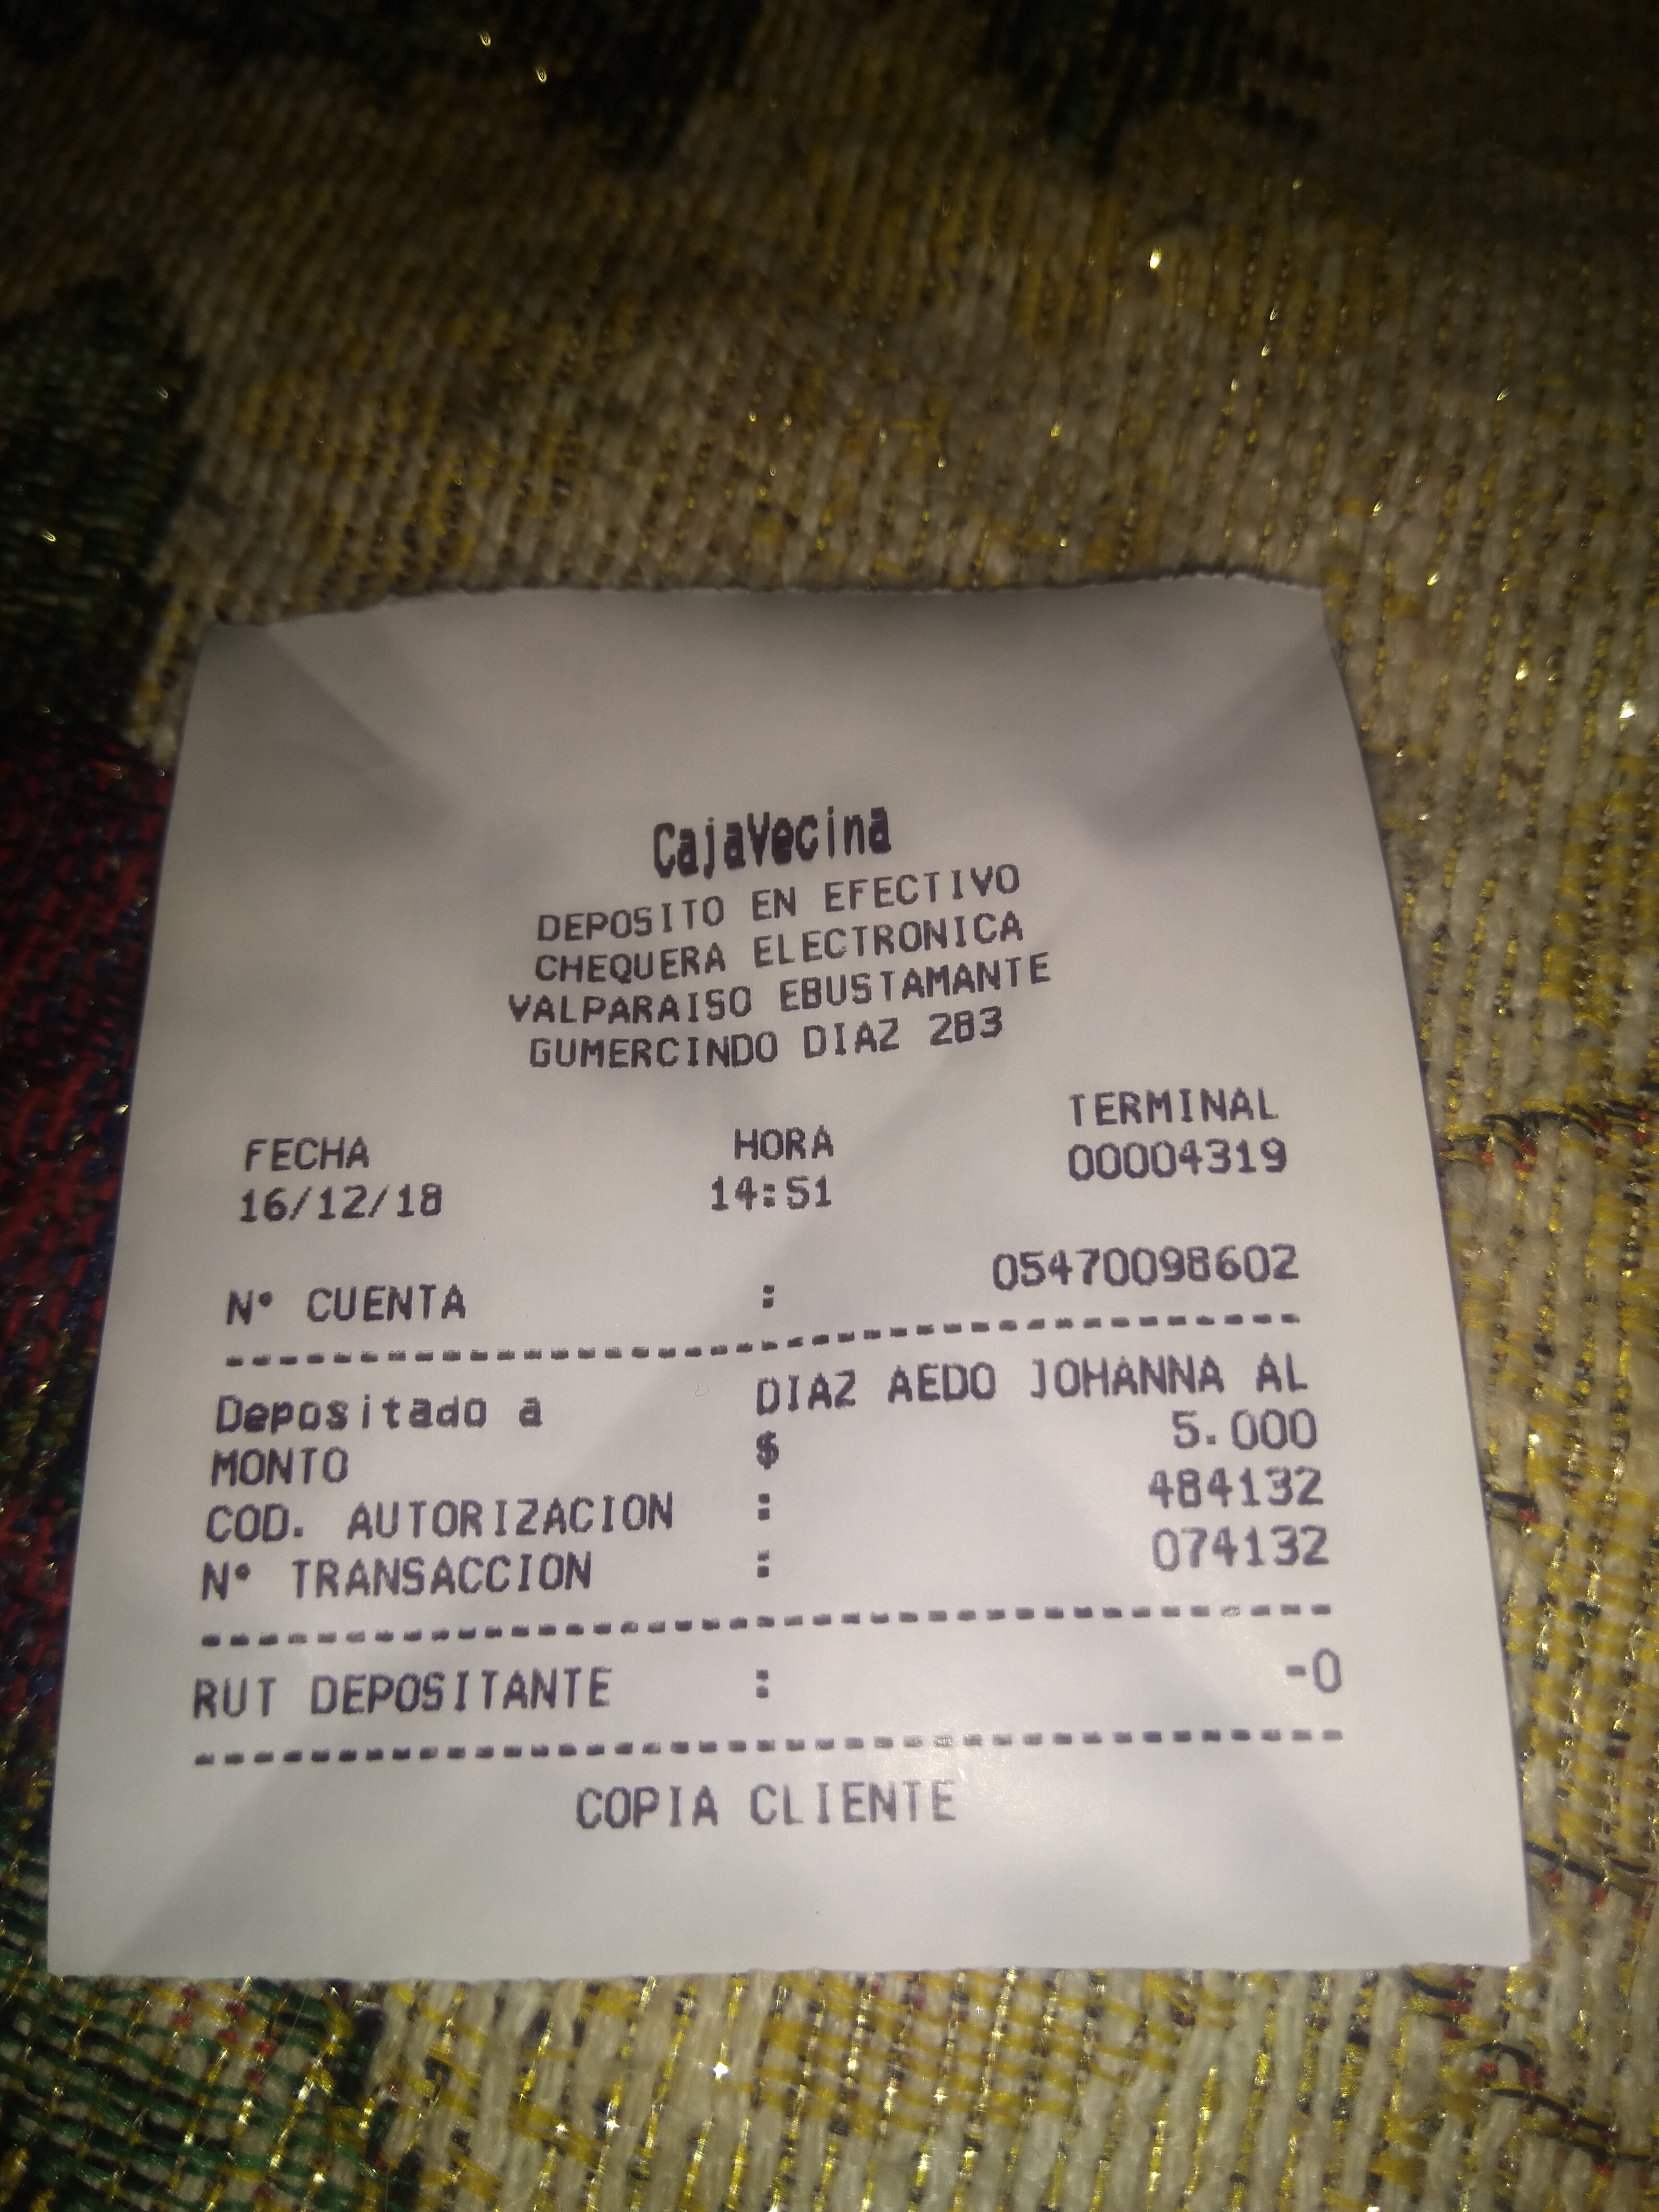 CajaVecina
DEPOSITO EN EFECTIVO
CHEQUERA ELECTRONICA
VALPARAISO EBUSTAMANTE
GUMERCINDO DIAZ 283
FECHA HORA TERMINAL
16/12/18 14:51 00004319
N° CUENTA : 05470098602
Depositado a DIAZ AEDO JOHANNA AL
MONTO $ 5.000
COD. AUTORIZACION : 484132
N° TRANSACCION : 074132
RUT DEPOSITANTE : -0
COPIA CLIENTE